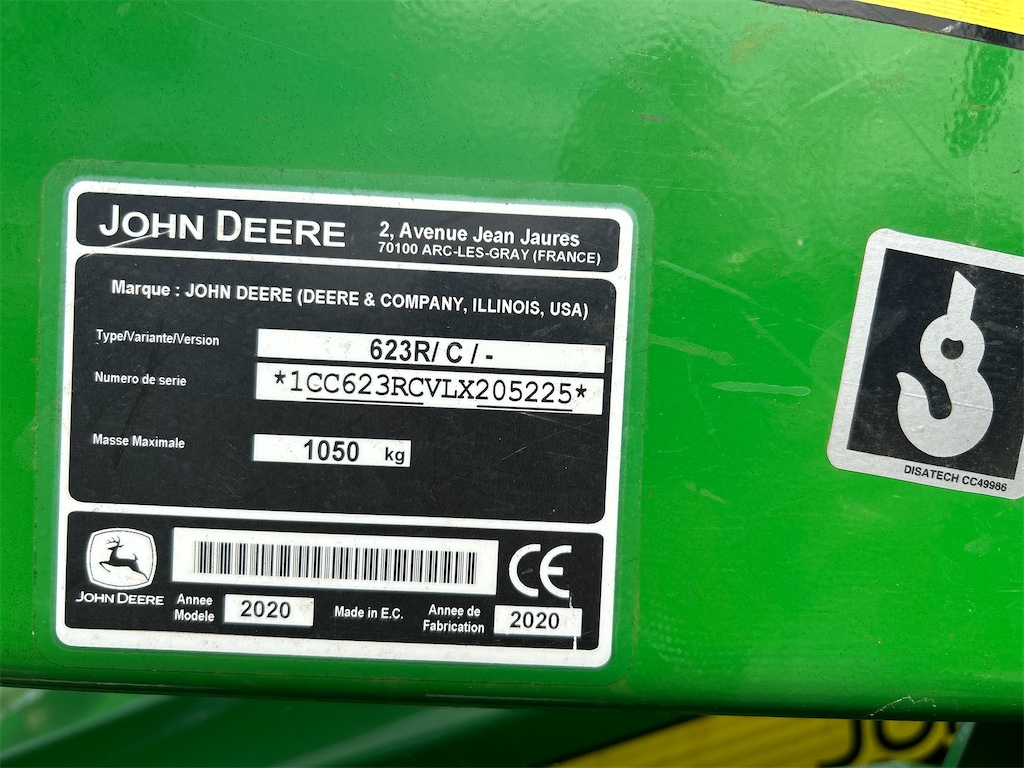 JOHN DEERE
2, Avenue Jean Jaures
70100 ARC-LES-GRAY (FRANCE)
Marque : JOHN DEERE (DEERE & COMPANY, ILLINOIS, USA)
Type/Variante/Version 623R/ C / -
Numero de serie *1CC623RCVLX205225*
Masse Maximale 1050 kg
JOHN DEERE
Annee Modele 2020
Made in E.C.
Annee de Fabrication 2020
CE
DISATECH CC49986